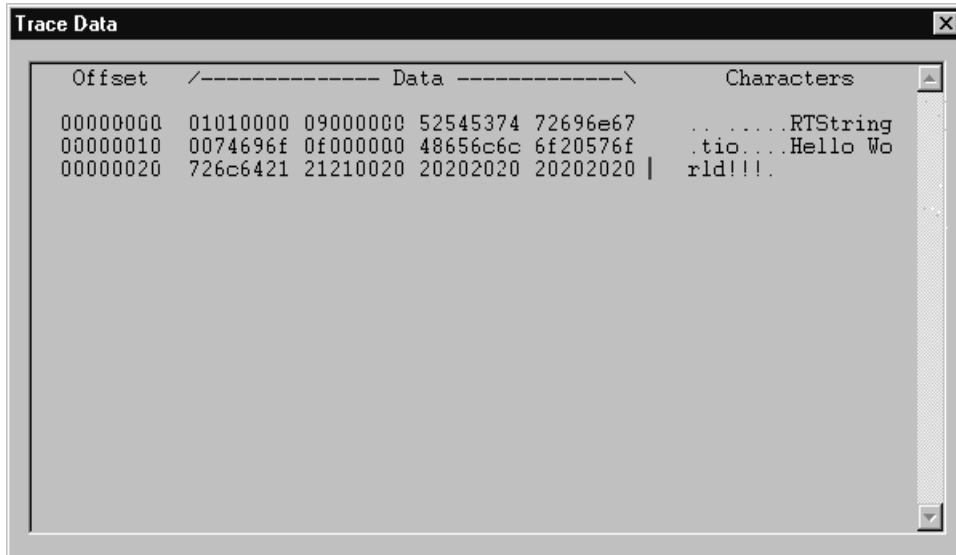 Trace Data
Offset /-------------- Data -------------\ Characters
00000000 01010000 09000000 52545374 72696e67 ... ....RTString
00000010 0074696f 0f000000 48656c6c 6f20576f .tio....Hello Wo
00000020 726c6421 21210020 20202020 20202020 | rld!!!.